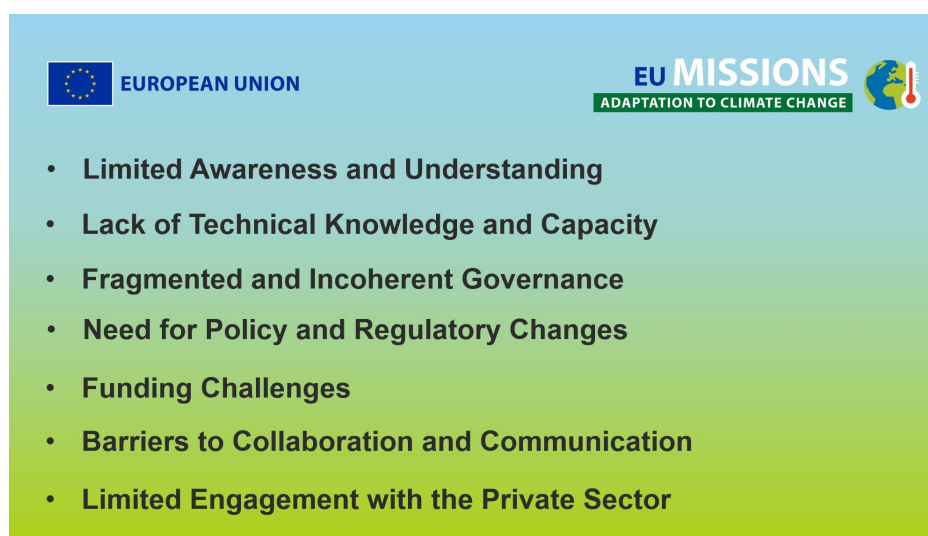 EUROPEAN UNION
EU MISSIONS
ADAPTATION TO CLIMATE CHANGE
• Limited Awareness and Understanding
• Lack of Technical Knowledge and Capacity
• Fragmented and Incoherent Governance
• Need for Policy and Regulatory Changes
• Funding Challenges
• Barriers to Collaboration and Communication
• Limited Engagement with the Private Sector